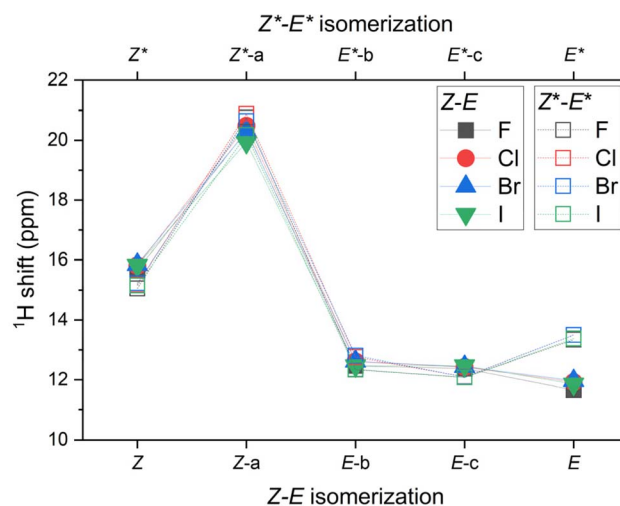 Z*-E* isomerization
Z* Z*-a E*-b E*-c E*
22
20
18
16
14
12
10
¹H shift (ppm)
Z-E
F
Cl
Br
I
Z*-E*
F
Cl
Br
I
Z Z-a E-b E-c E
Z-E isomerization